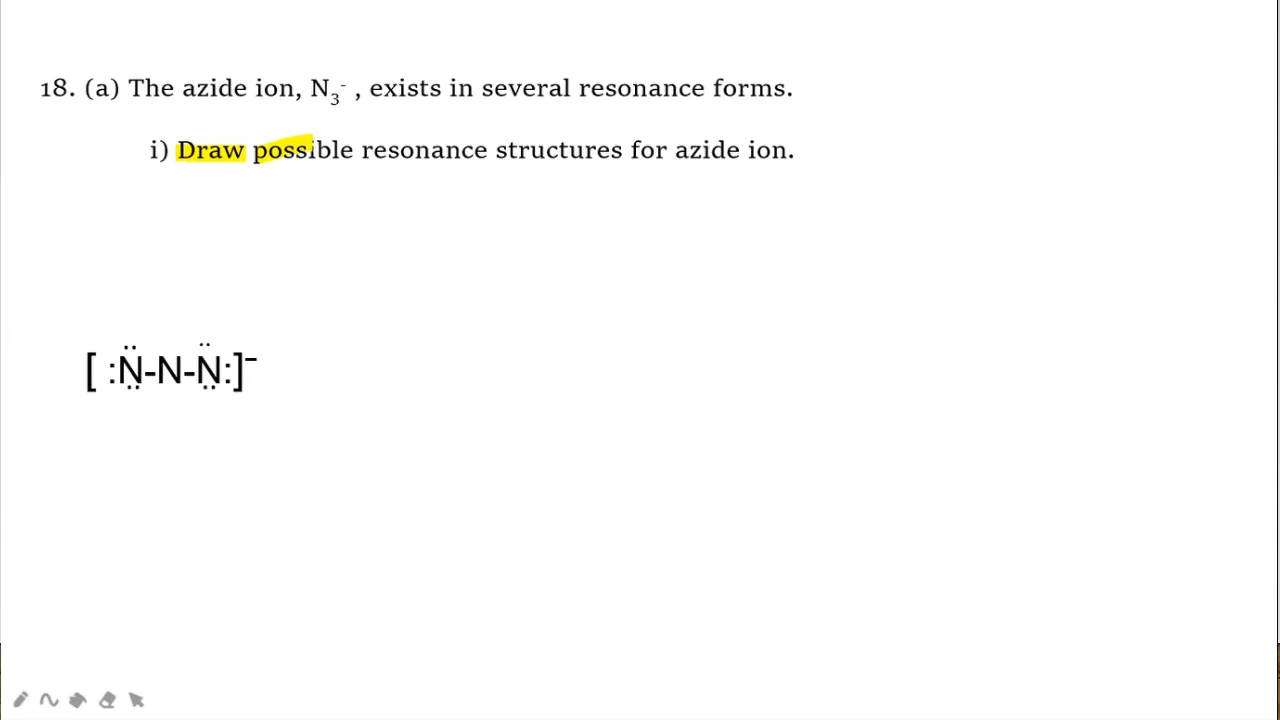 18. (a) The azide ion, N₃⁻ , exists in several resonance forms.
i) Draw possible resonance structures for azide ion.
[ :N̤̈-N-N̤̈:]⁻